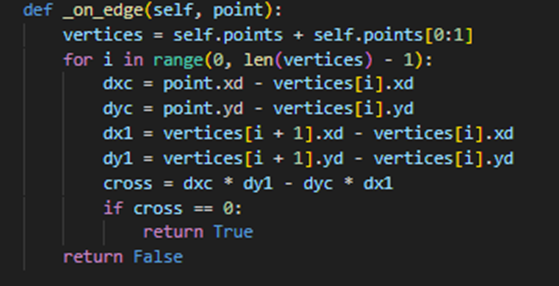 def _on_edge(self, point):
    vertices = self.points + self.points[0:1]
    for i in range(0, len(vertices) - 1):
        dxc = point.xd - vertices[i].xd
        dyc = point.yd - vertices[i].yd
        dx1 = vertices[i + 1].xd - vertices[i].xd
        dy1 = vertices[i + 1].yd - vertices[i].yd
        cross = dxc * dy1 - dyc * dx1
        if cross == 0:
            return True
    return False